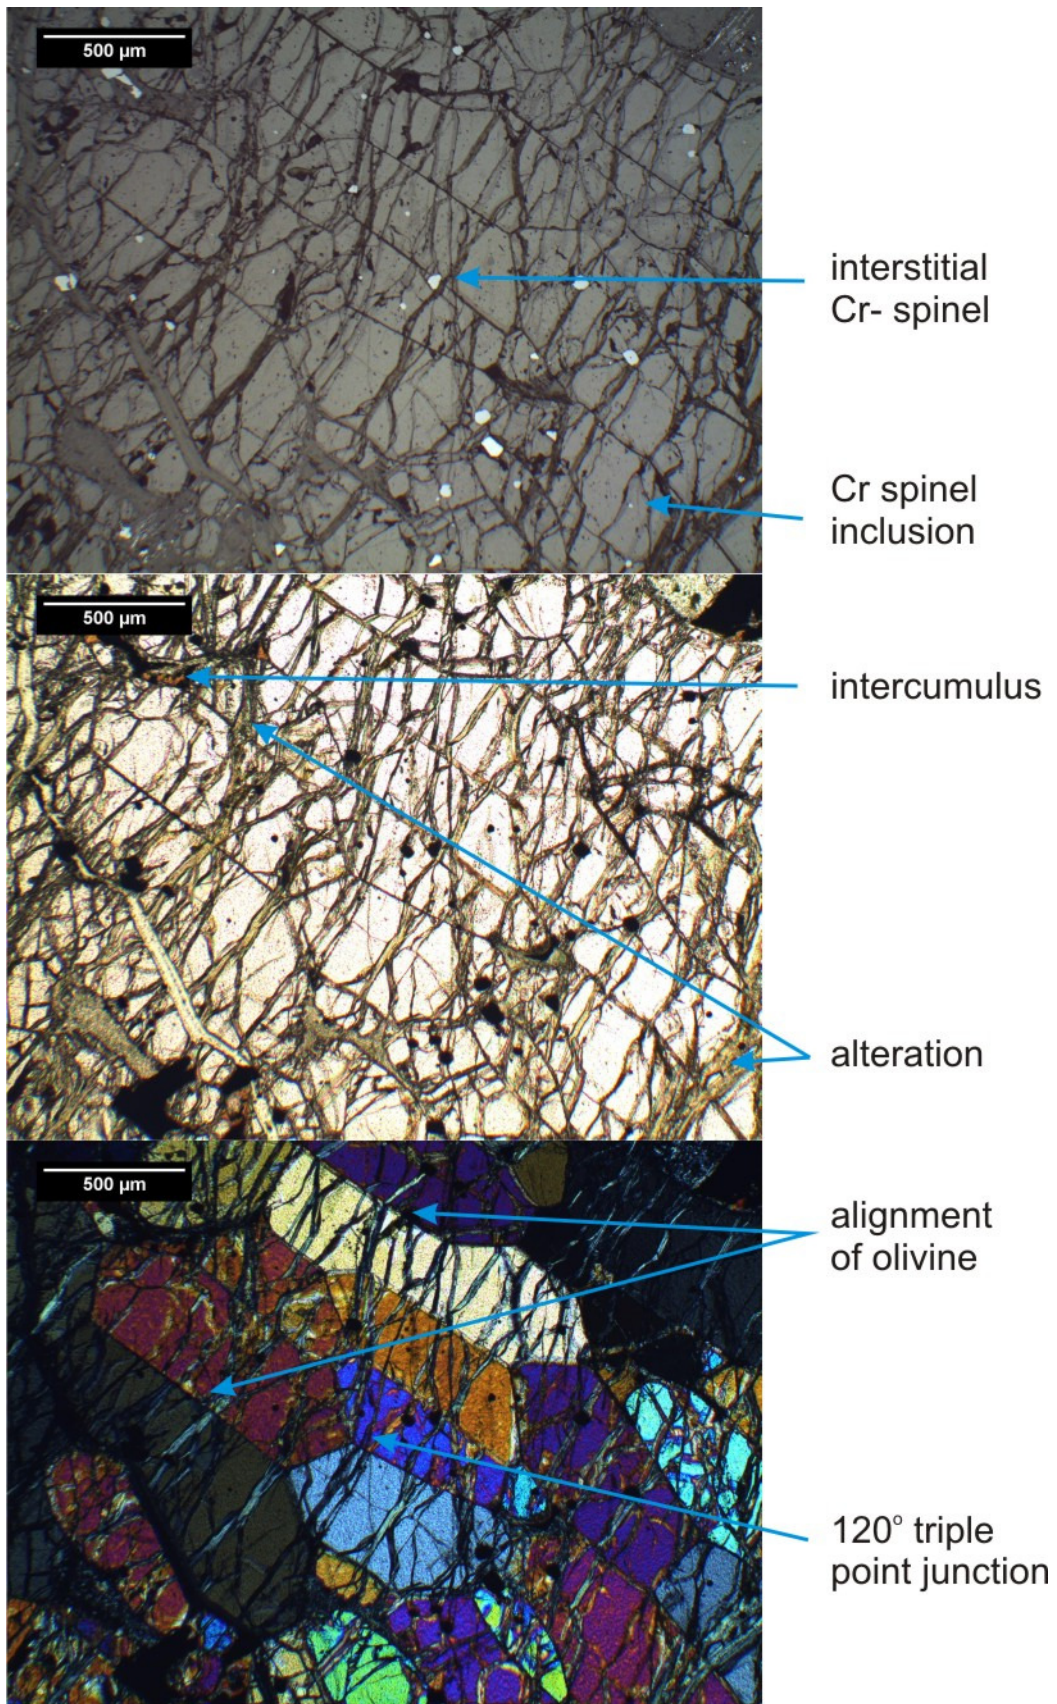 500 µm
interstitial
Cr- spinel
Cr spinel
inclusion
500 µm
intercumulus
alteration
500 µm
alignment
of olivine
120° triple
point junction